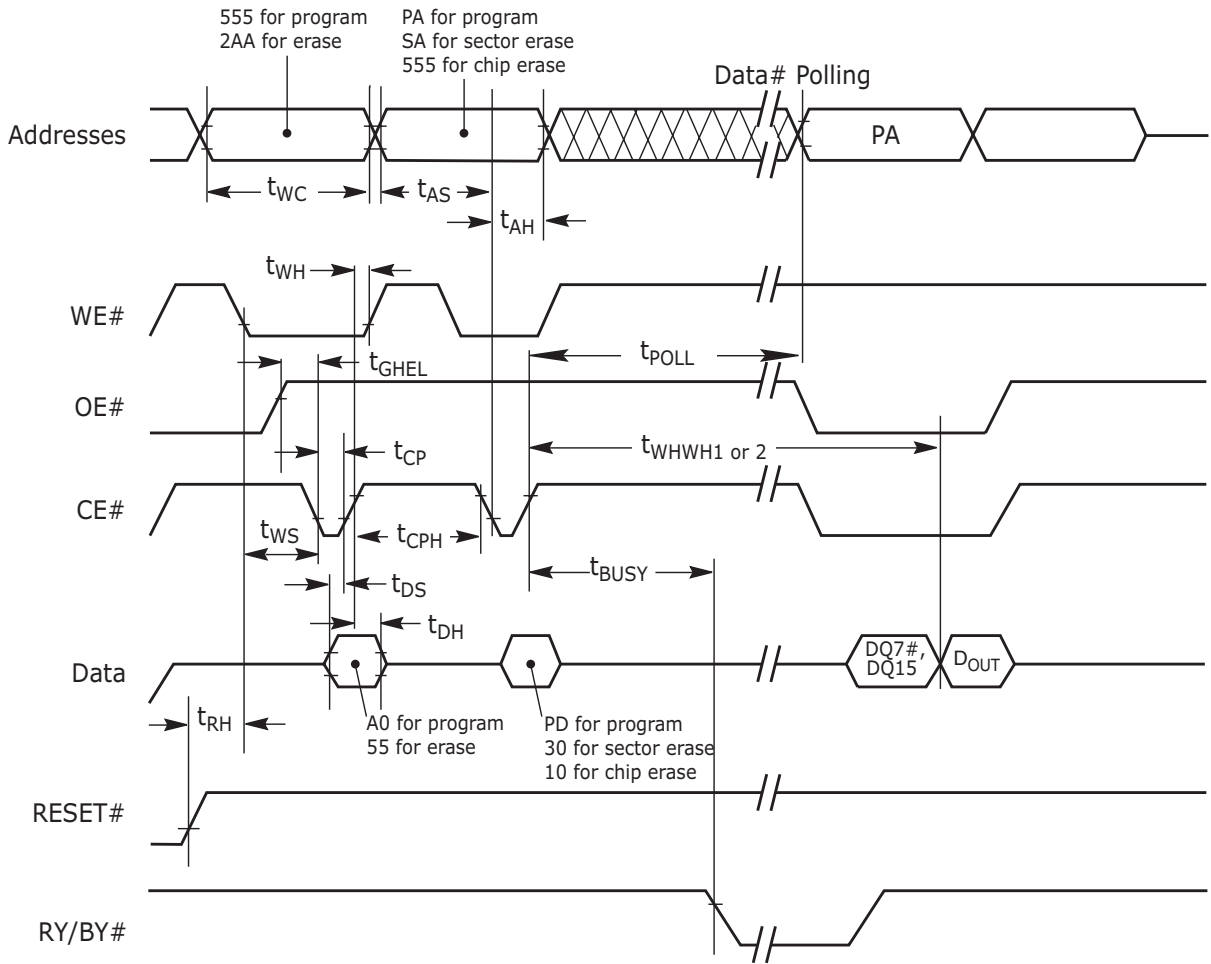 555 for program
2AA for erase
PA for program
SA for sector erase
555 for chip erase
Data# Polling
Addresses
PA
tWC
tAS
tAH
tWH
WE#
tGHEL
tPOLL
OE#
tWHWH1 or 2
tCP
CE#
tWS
tCPH
tBUSY
tDS
tDH
Data
DQ7#,
DQ15
DOUT
tRH
A0 for program
55 for erase
PD for program
30 for sector erase
10 for chip erase
RESET#
RY/BY#